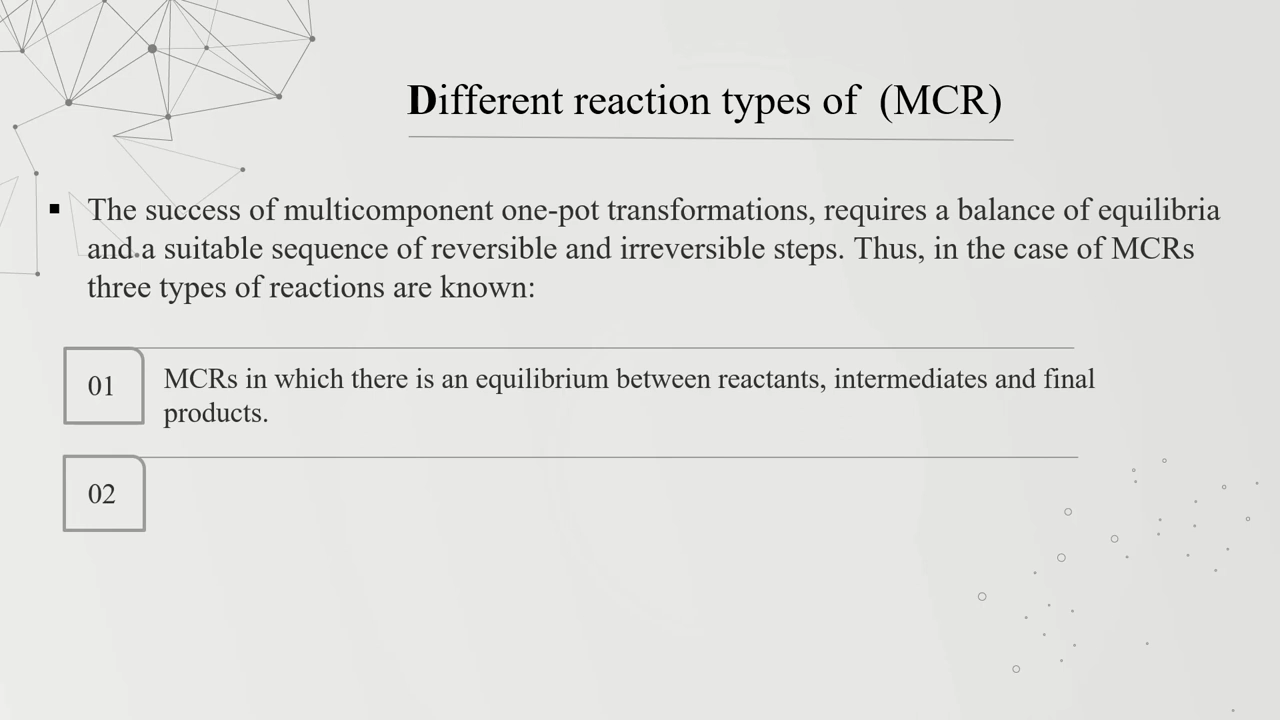 Different reaction types of (MCR)
▪ The success of multicomponent one-pot transformations, requires a balance of equilibria
and a suitable sequence of reversible and irreversible steps. Thus, in the case of MCRs
three types of reactions are known:
01
MCRs in which there is an equilibrium between reactants, intermediates and final
products.
02